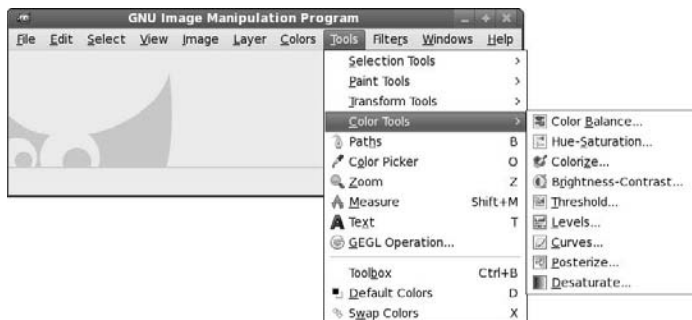 GNU Image Manipulation Program
File Edit Select View Image Layer Colors Tools Filters Windows Help
Selection Tools
Paint Tools
Transform Tools
Color Tools
Paths B
Color Picker O
Zoom Z
Measure Shift+M
Text T
GEGL Operation...
Toolbox Ctrl+B
Default Colors D
Swap Colors X
Color Balance...
Hue-Saturation...
Colorize...
Brightness-Contrast...
Threshold...
Levels...
Curves...
Posterize...
Desaturate...